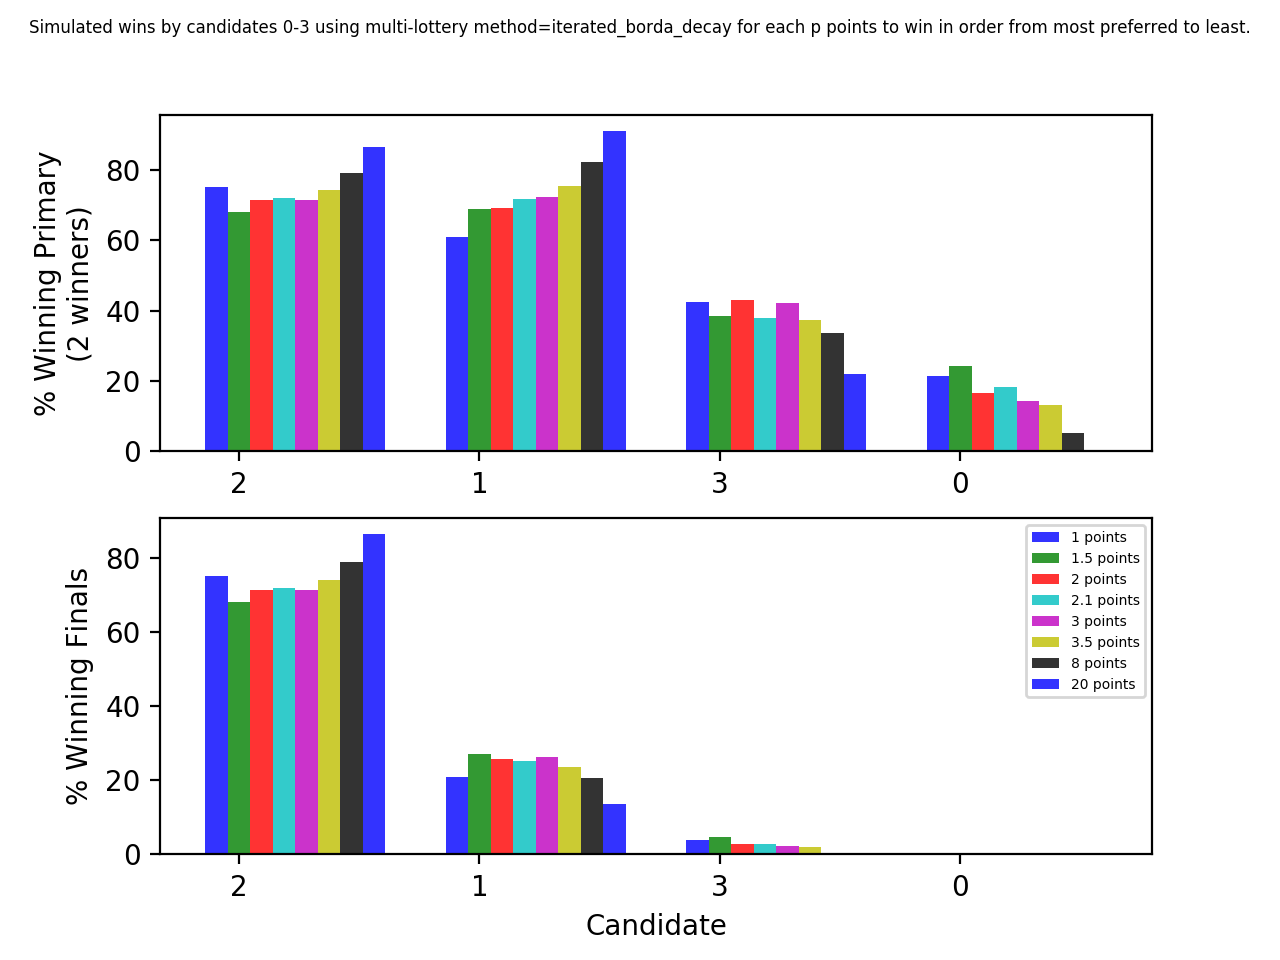 Simulated wins by candidates 0-3 using multi-lottery method=iterated_borda_decay for each p points to win in order from most preferred to least.
% Winning Primary
(2 winners)
80
60
40
20
0
2 1 3 0
% Winning Finals
80
60
40
20
0
1 points
1.5 points
2 points
2.1 points
3 points
3.5 points
8 points
20 points
2 1 3 0
Candidate